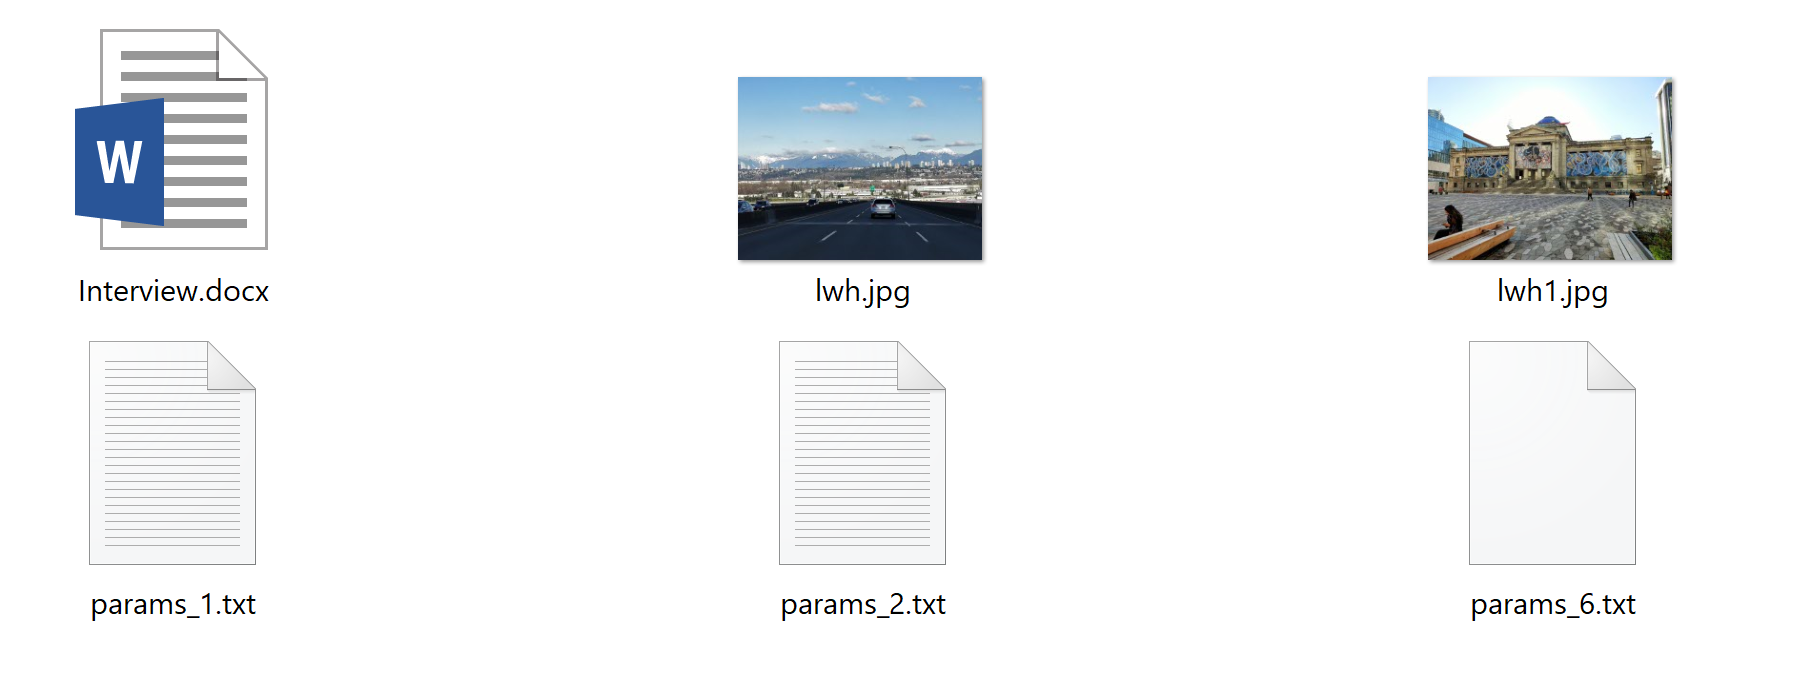 W
Interview.docx
lwh.jpg
lwh1.jpg
params_1.txt
params_2.txt
params_6.txt